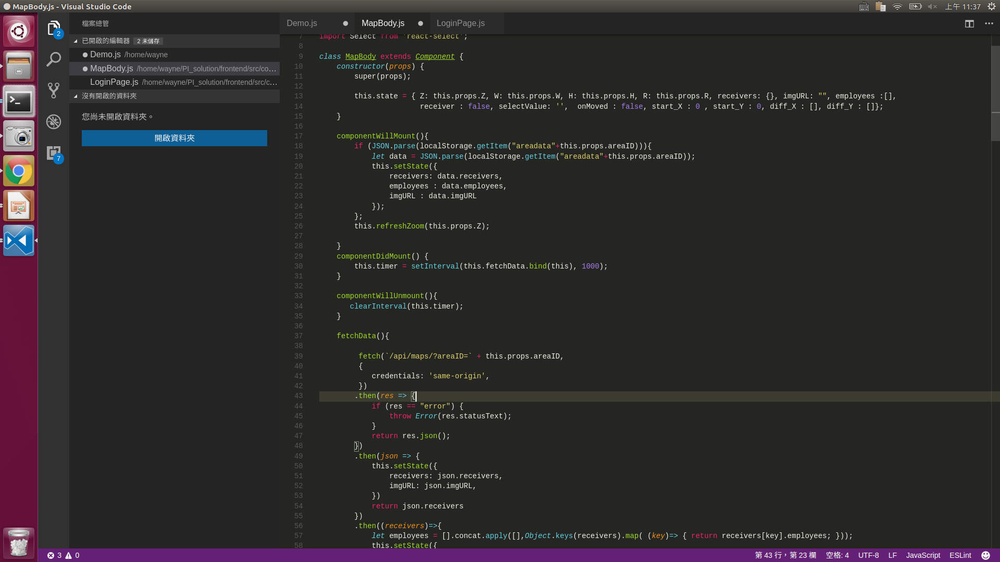 MapBody.js - Visual Studio Code
上午 11:37
檔案總管
已開啟的編輯器 2 未儲存
Demo.js /home/wayne
MapBody.js /home/wayne/PI_solution/frontend/src/co…
LoginPage.js /home/wayne/PI_solution/frontend/src/c…
沒有開啟的資料夾
您尚未開啟資料夾。
開啟資料夾
2
7
Demo.js MapBody.js LoginPage.js
7 import Select from 'react-select';
8
9 class MapBody extends Component {
10 constructor(props) {
11 super(props);
12
13 this.state = { Z: this.props.Z, W: this.props.W, H: this.props.H, R: this.props.R, receivers: {}, imgURL: "", employees :[],
14 receiver : false, selectValue: '', onMoved : false, start_X : 0 , start_Y : 0, diff_X : [], diff_Y : []};
15 }
16
17 componentWillMount(){
18 if (JSON.parse(localStorage.getItem("areadata"+this.props.areaID))){
19 let data = JSON.parse(localStorage.getItem("areadata"+this.props.areaID));
20 this.setState({
21 receivers: data.receivers,
22 employees : data.employees,
23 imgURL : data.imgURL
24 });
25 };
26 this.refreshZoom(this.props.Z);
27
28 }
29 componentDidMount() {
30 this.timer = setInterval(this.fetchData.bind(this), 1000);
31 }
32
33 componentWillUnmount(){
34 clearInterval(this.timer);
35 }
36
37 fetchData(){
38
39 fetch(`/api/maps/?areaID=` + this.props.areaID,
40 {
41 credentials: 'same-origin',
42 })
43 .then(res => {
44 if (res == "error") {
45 throw Error(res.statusText);
46 }
47 return res.json();
48 })
49 .then(json => {
50 this.setState({
51 receivers: json.receivers,
52 imgURL: json.imgURL,
53 })
54 return json.receivers
55 })
56 .then((receivers)=>{
57 let employees = [].concat.apply([],Object.keys(receivers).map( (key)=> { return receivers[key].employees; }));
58 this.setState({
3 0
第 43 行，第 23 欄 空格: 4 UTF-8 LF JavaScript ESLint